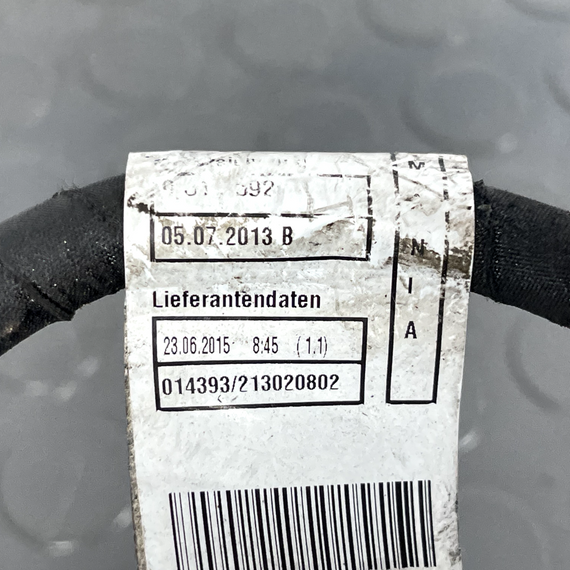 05.07.2013 B
Lieferantendaten
23.06.2015 8:45 (1,1)
014393/213020802
M
N
I
A